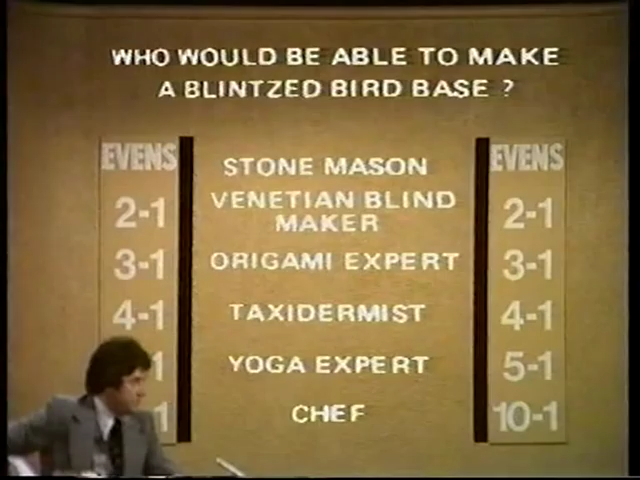 WHO WOULD BE ABLE TO MAKE
A BLINTZED BIRD BASE ?
EVENS STONE MASON EVENS
2-1 VENETIAN BLIND MAKER 2-1
3-1 ORIGAMI EXPERT 3-1
4-1 TAXIDERMIST 4-1
1 YOGA EXPERT 5-1
1 CHEF 10-1